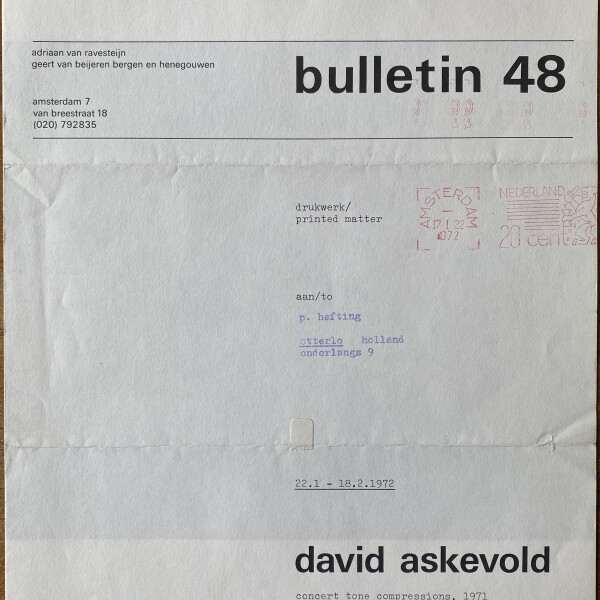 adriaan van ravesteijn
geert van beijeren bergen en henegouwen
bulletin 48
amsterdam 7
van breestraat 18
(020) 792835
drukwerk/
printed matter
AMSTERDAM
1972
NEDERLAND
20 cent
aan/to
p. hefting
otterlo holland
onderlangs 9
22.1 - 18.2.1972
david askevold
concert tone compressions, 1971